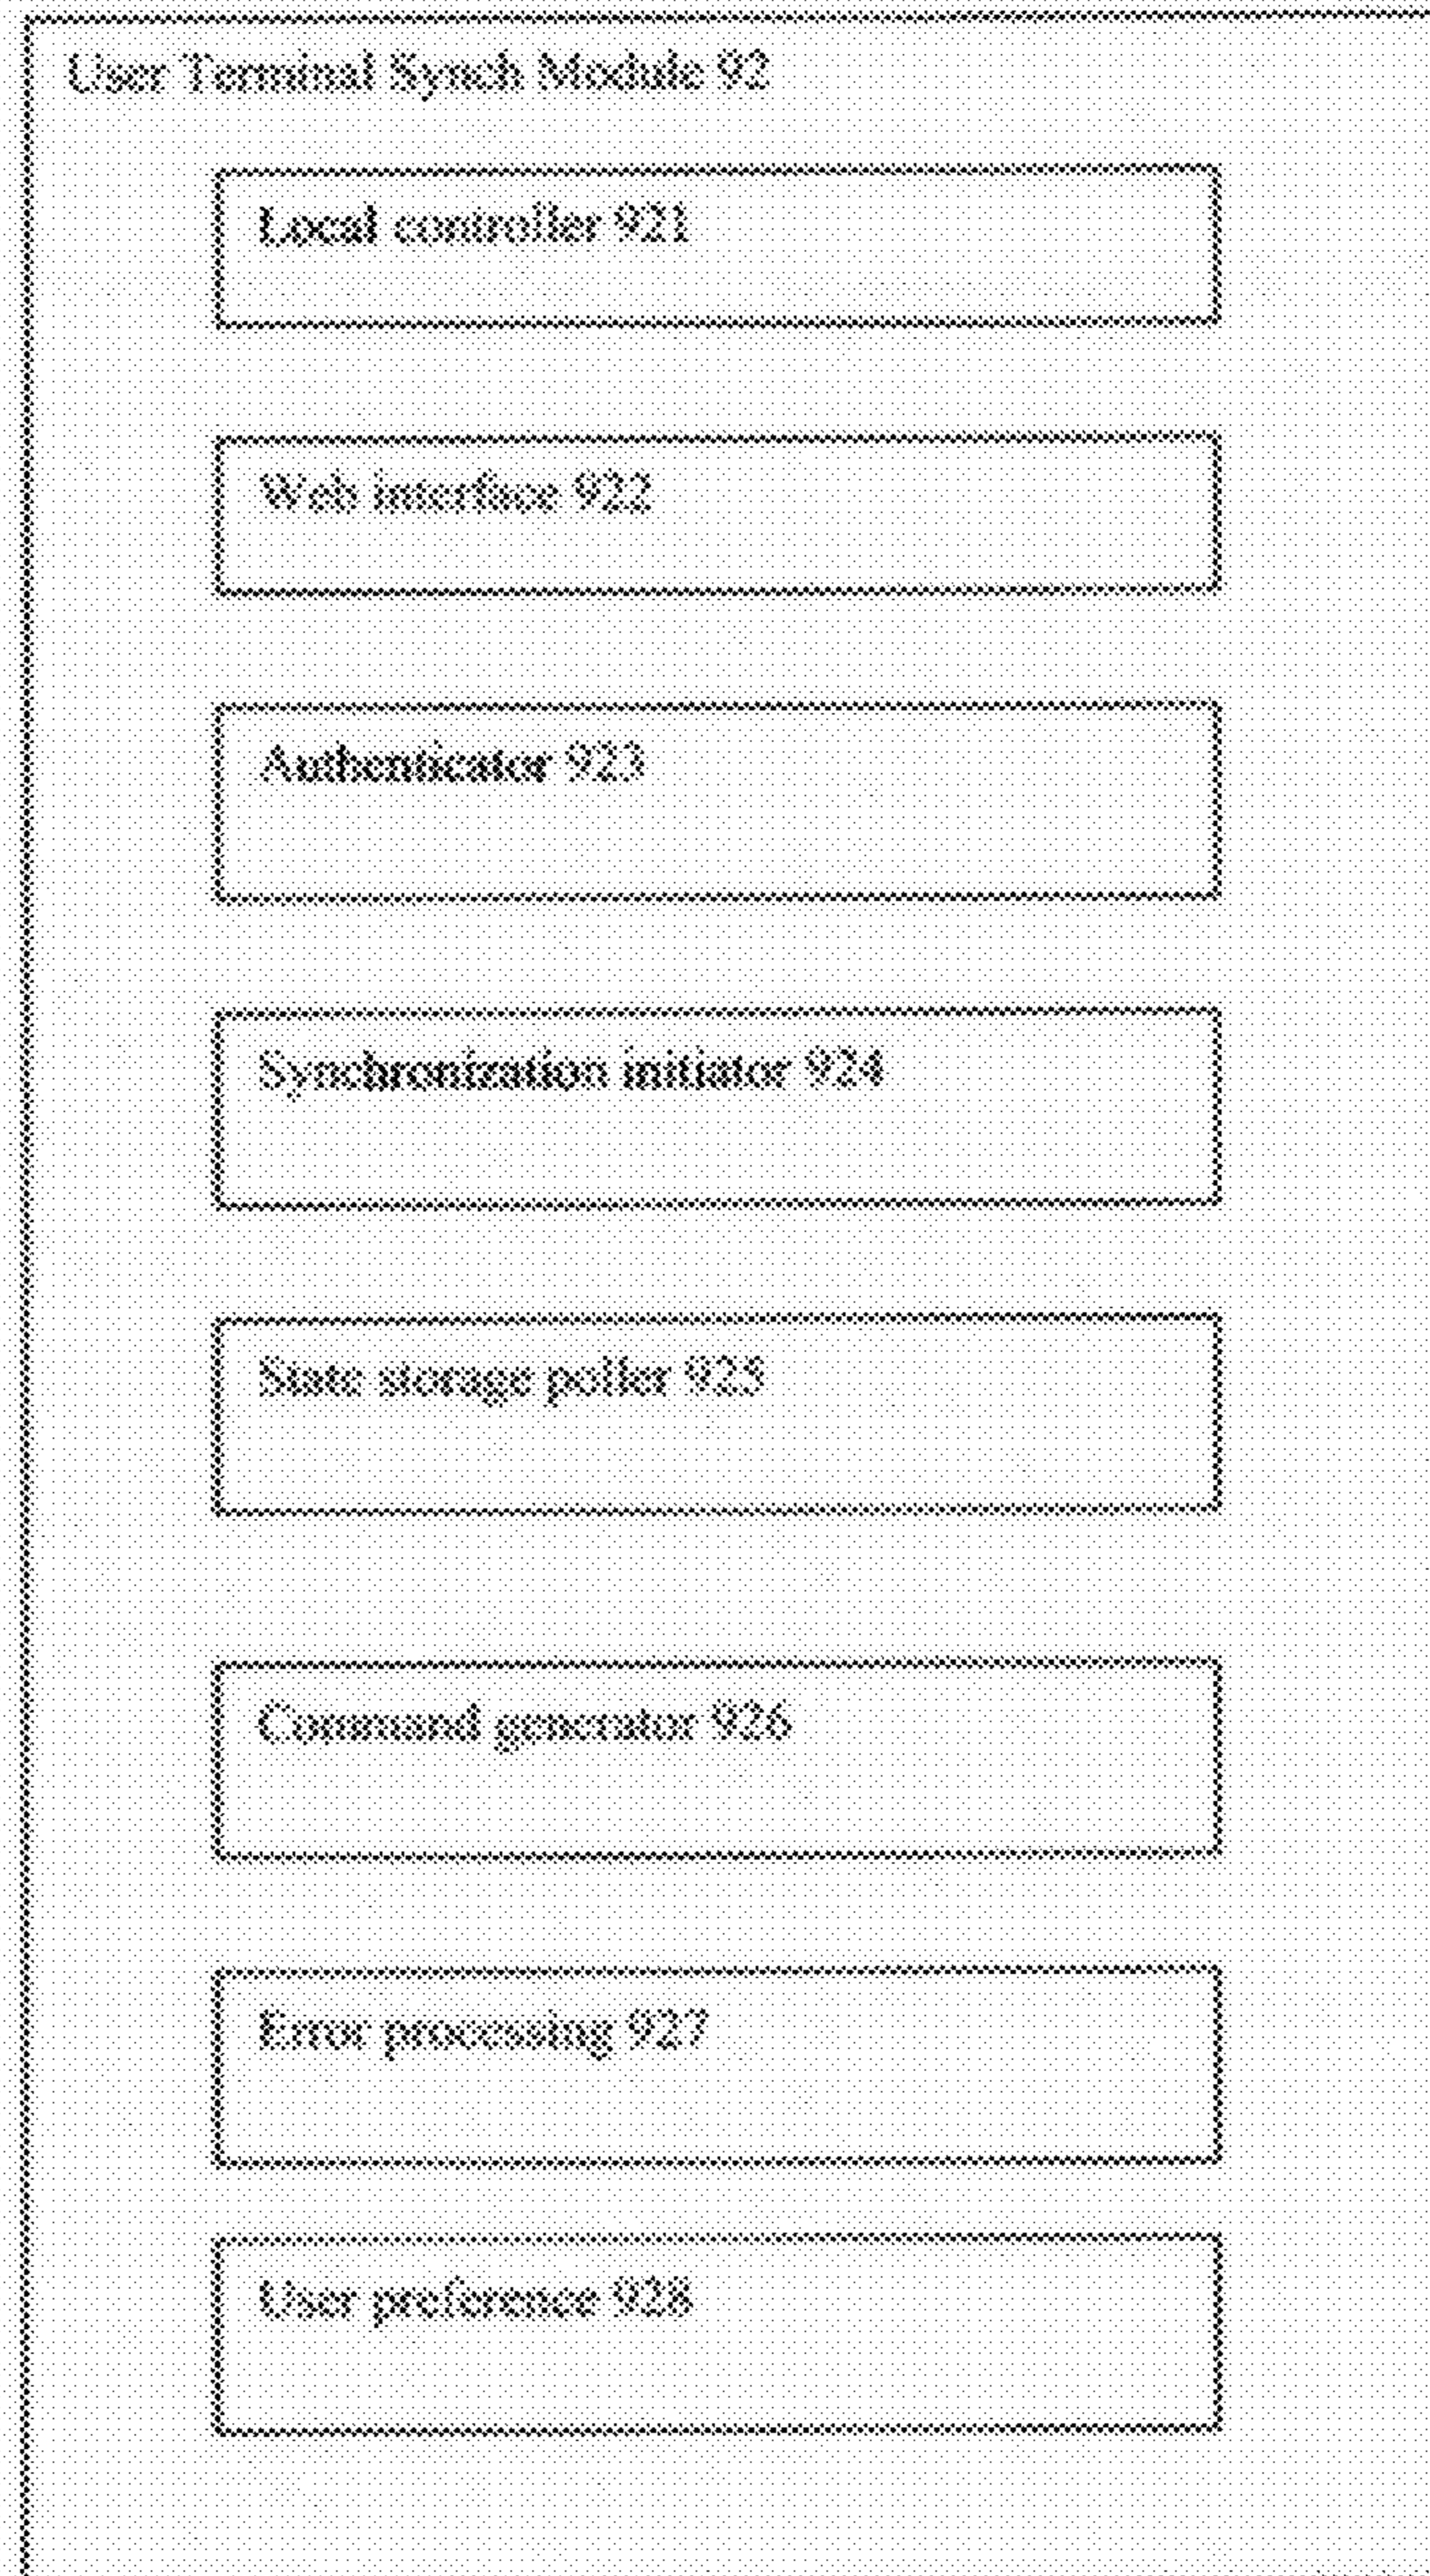 User Terminal Synch Module 92
Local controller 921
Web interface 922
Authenticator 923
Synchronization initiator 924
State storage poller 925
Command generator 926
Error processing 927
User preference 928